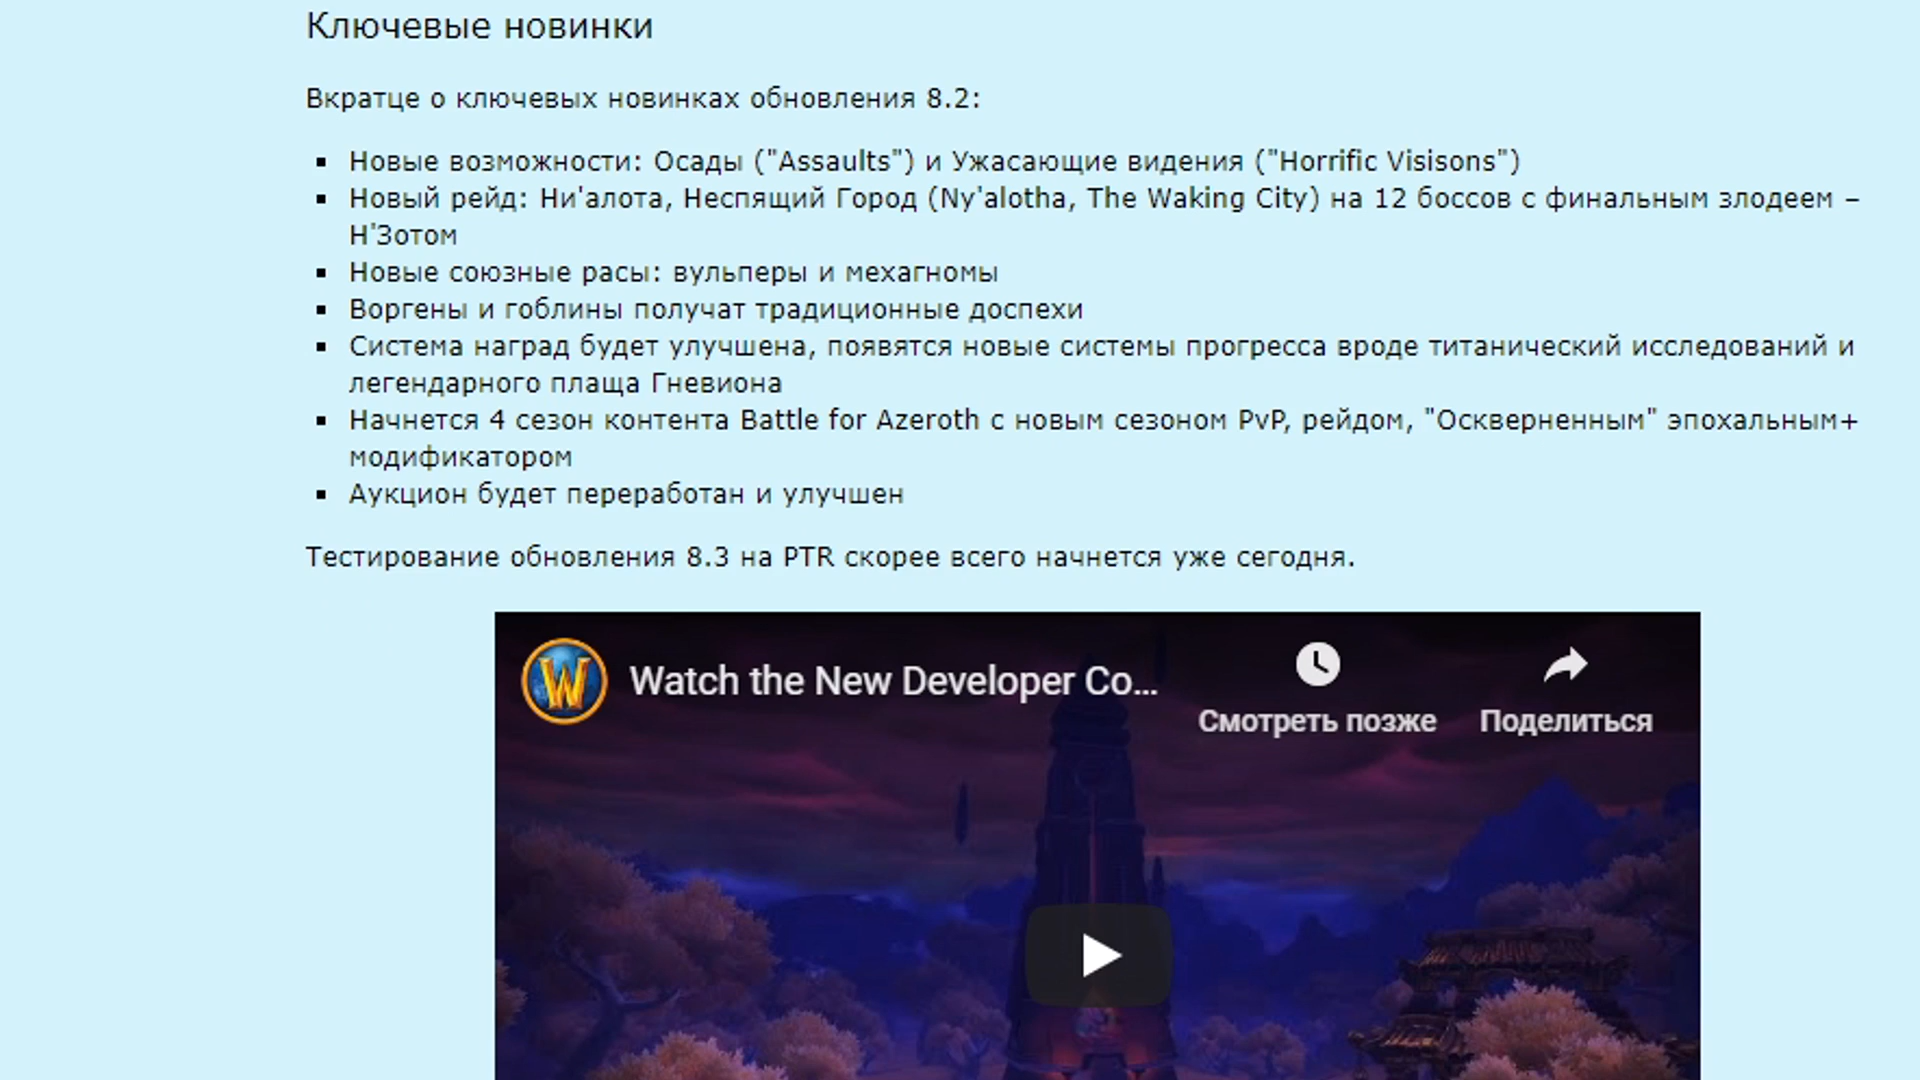 Ключевые новинки
Вкратце о ключевых новинках обновления 8.2:
▪ Новые возможности: Осады ("Assaults") и Ужасающие видения ("Horrific Visisons")
▪ Новый рейд: Ни'алота, Неспящий Город (Ny'alotha, The Waking City) на 12 боссов с финальным злодеем –
Н'Зотом
▪ Новые союзные расы: вульперы и мехагномы
▪ Воргены и гоблины получат традиционные доспехи
▪ Система наград будет улучшена, появятся новые системы прогресса вроде титанический исследований и
легендарного плаща Гневиона
▪ Начнется 4 сезон контента Battle for Azeroth с новым сезоном PvP, рейдом, "Оскверненным" эпохальным+
модификатором
▪ Аукцион будет переработан и улучшен
Тестирование обновления 8.3 на PTR скорее всего начнется уже сегодня.
W
Watch the New Developer Co...
Смотреть позже
Поделиться